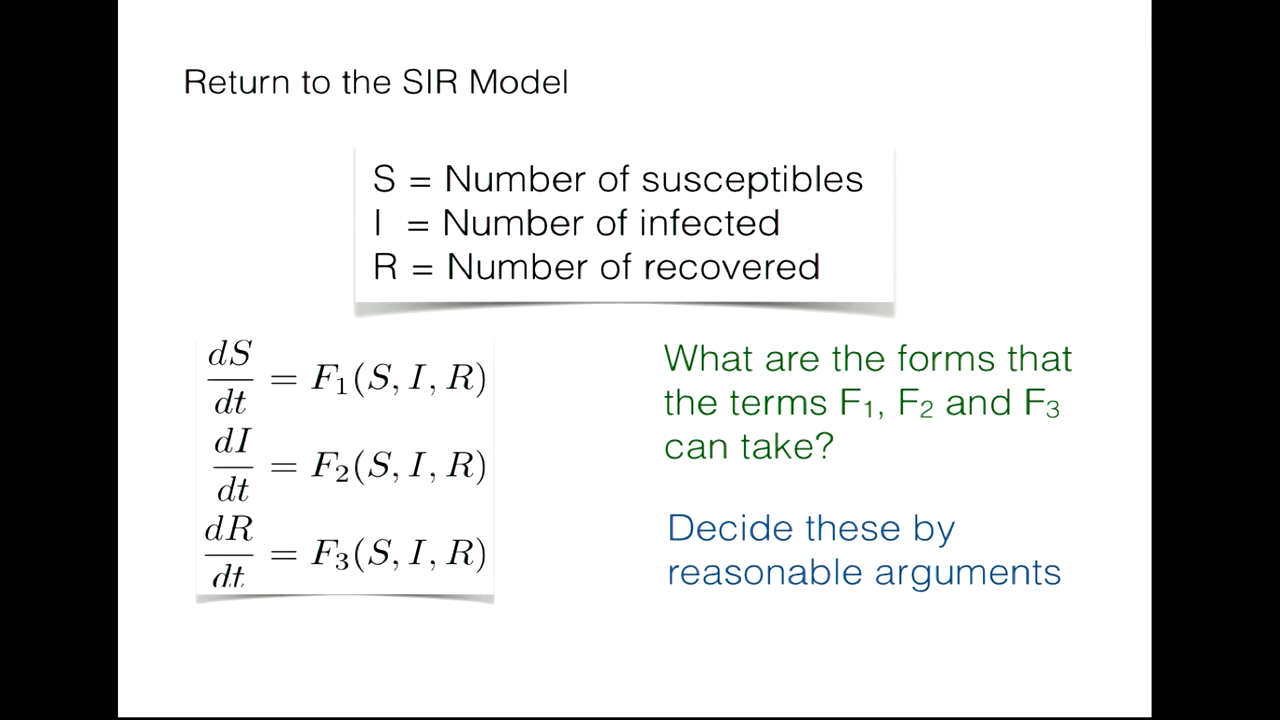 Return to the SIR Model
S = Number of susceptibles
I = Number of infected
R = Number of recovered
dS/dt = F₁(S, I, R)
dI/dt = F₂(S, I, R)
dR/dt = F₃(S, I, R)
What are the forms that
the terms F₁, F₂ and F₃
can take?
Decide these by
reasonable arguments